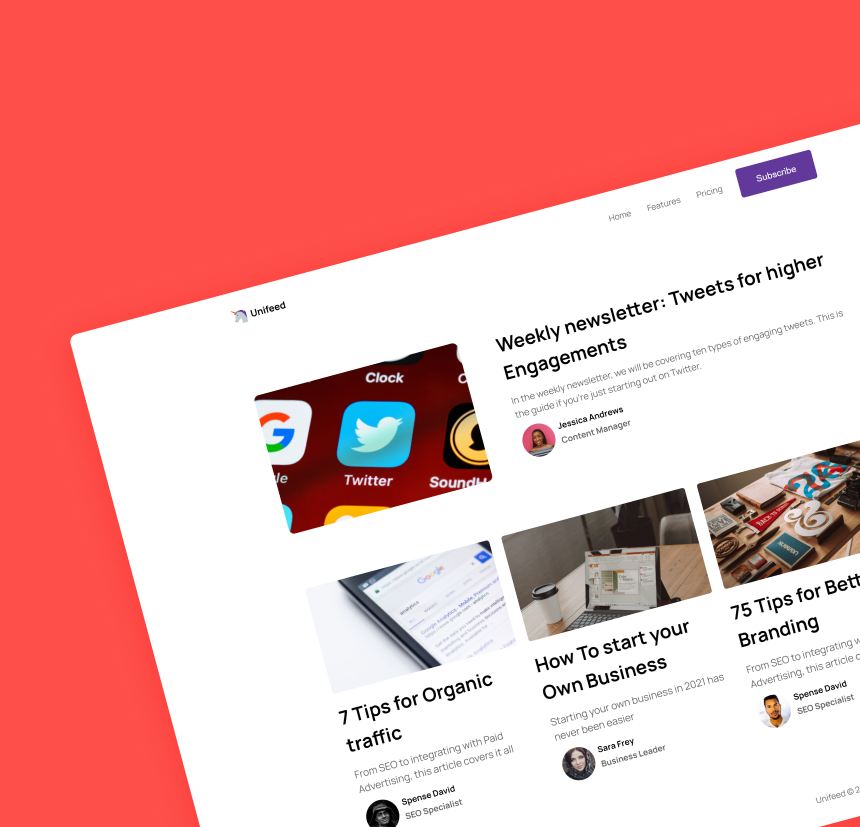 Home
Features
Pricing
Subscribe
Unifeed
Weekly newsletter: Tweets for higher
Engagements
In the weekly newsletter, we will be covering ten types of engaging tweets. This is
the guide if you're just starting out on Twitter.
Jessica Andrews
Content Manager
Clock
C
le
Twitter
SoundH
Google
analytics
7 Tips for Organic
traffic
From SEO to integrating with Paid
Advertising, this article covers it all
Spense David
SEO Specialist
How To start your
Own Business
Starting your own business in 2021 has
never been easier
Sara Frey
Business Leader
75 Tips for Bett
Branding
From SEO to integrating w
Advertising, this article co
Spense David
SEO Specialist
Unifeed © 2